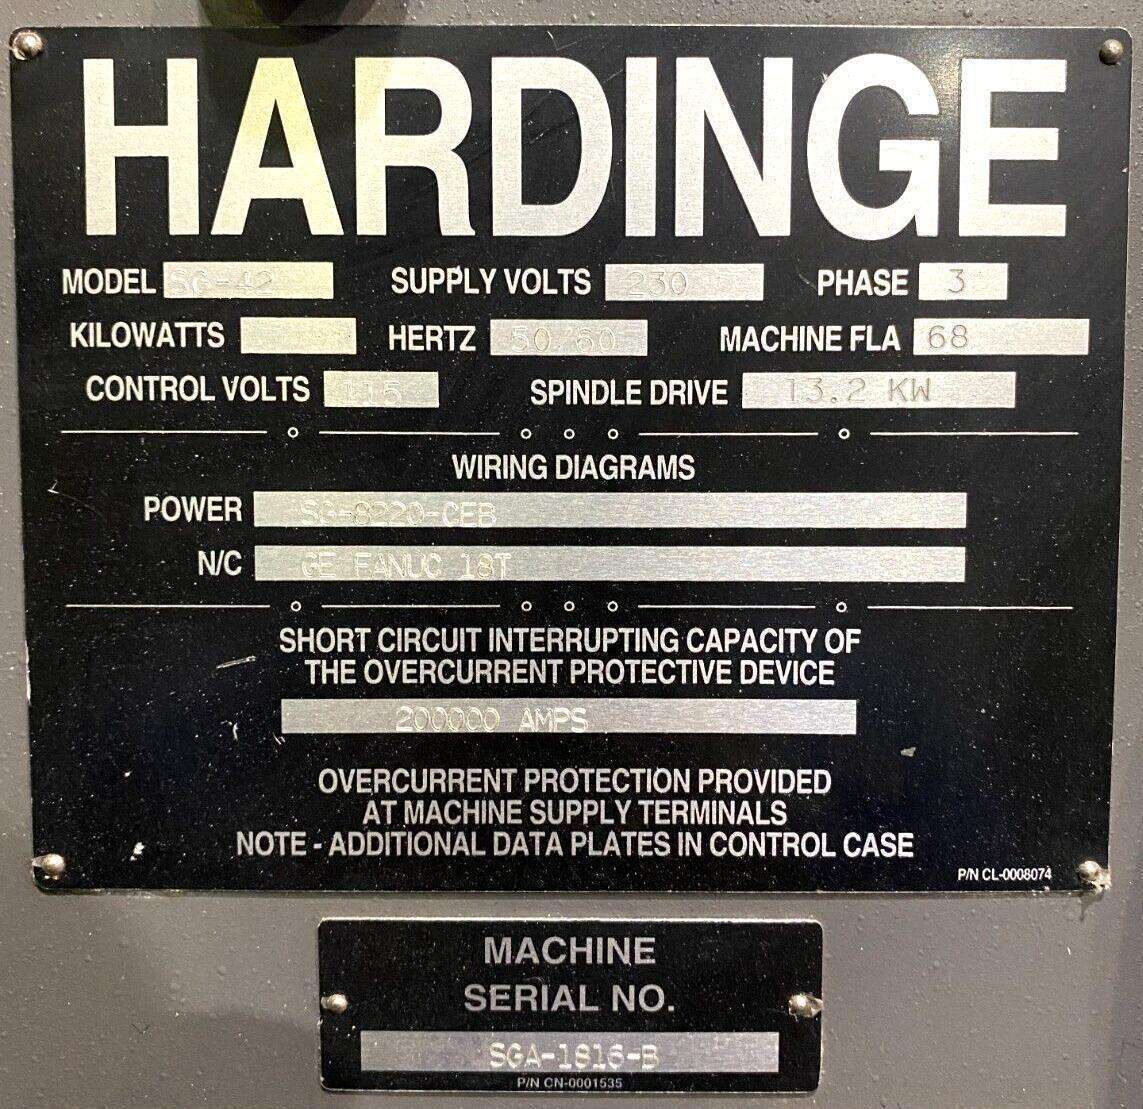 HARDINGE
MODEL SG-42 SUPPLY VOLTS 230 PHASE 3
KILOWATTS HERTZ 50/60 MACHINE FLA 68
CONTROL VOLTS 115 SPINDLE DRIVE 13.2 KW
WIRING DIAGRAMS
POWER SG-8220-CEB
N/C GE FANUC 18T
SHORT CIRCUIT INTERRUPTING CAPACITY OF
THE OVERCURRENT PROTECTIVE DEVICE
200000 AMPS
OVERCURRENT PROTECTION PROVIDED
AT MACHINE SUPPLY TERMINALS
NOTE - ADDITIONAL DATA PLATES IN CONTROL CASE
P/N CL-0008074
MACHINE
SERIAL NO.
SGA-1816-B
P/N CN-0001535